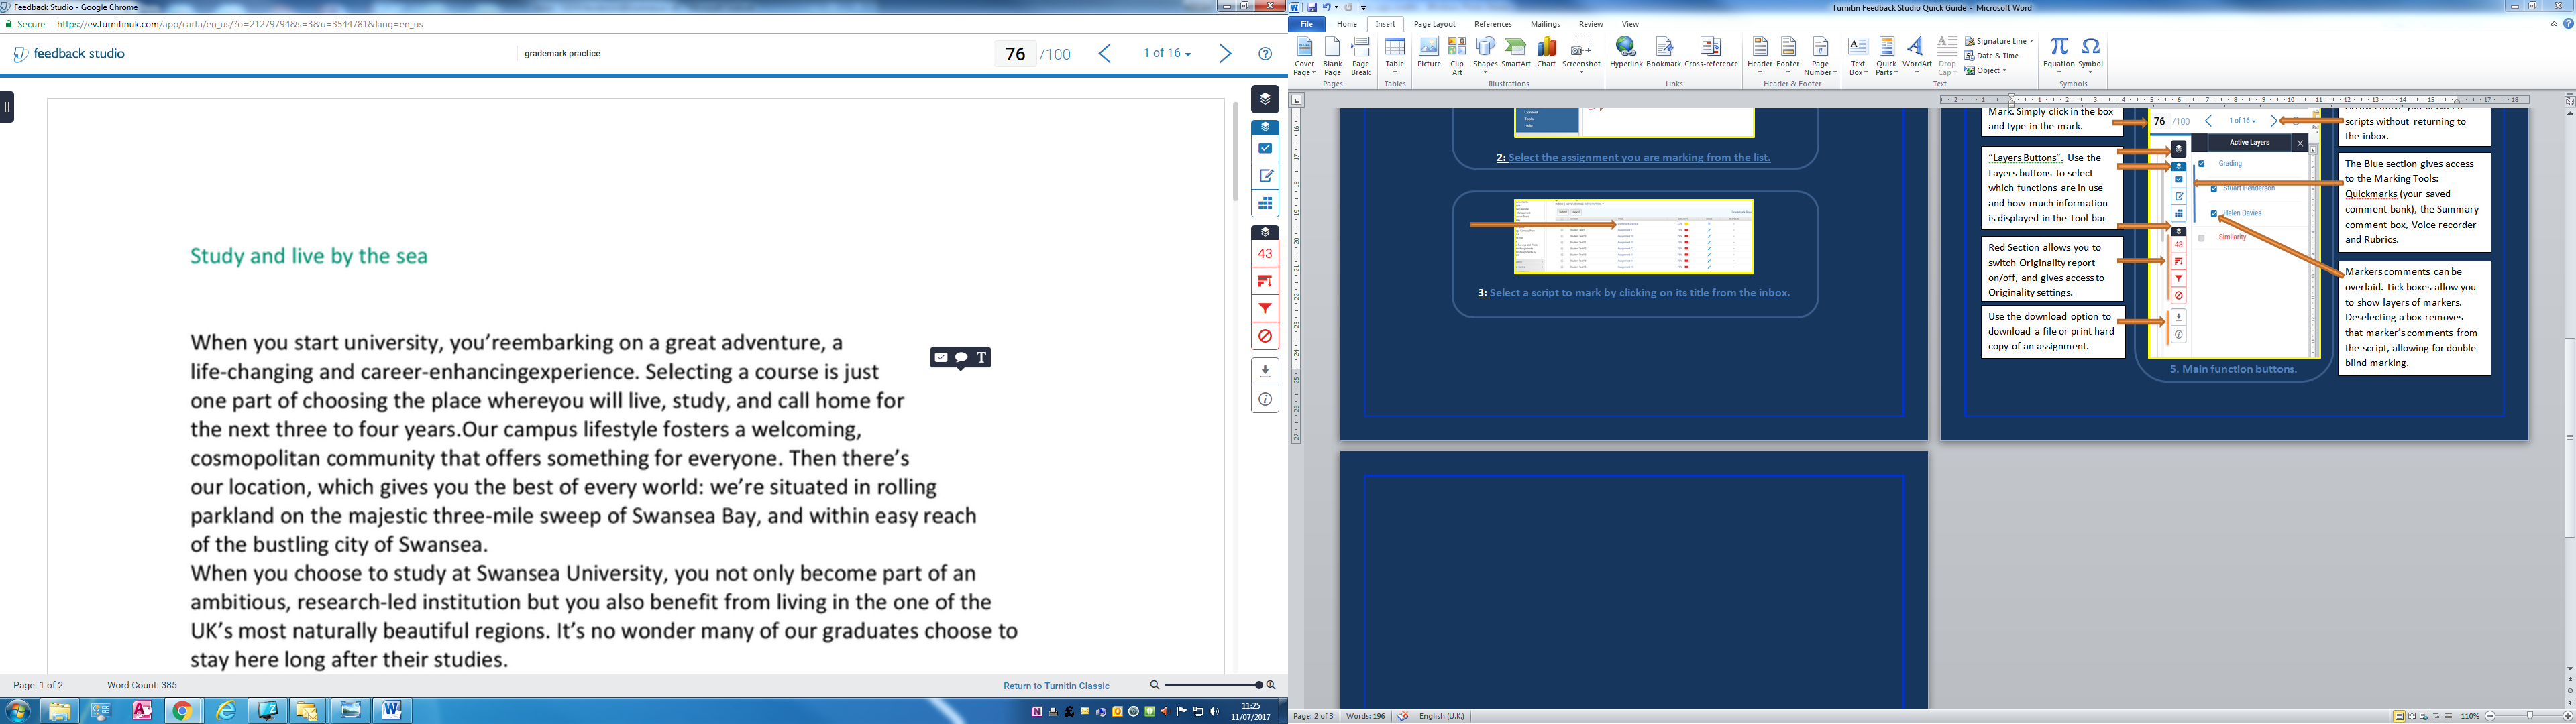 Feedback Studio - Google Chrome
Secure https://ev.turnitinuk.com/app/carta/en_us/?o=21279794&s=3&u=3544781&lang=en_us
feedback studio
grademark practice
76 /100
1 of 16
Study and live by the sea
43
When you start university, you'reembarking on a great adventure, a
life-changing and career-enhancingexperience. Selecting a course is just
one part of choosing the place whereyou will live, study, and call home for
the next three to four years.Our campus lifestyle fosters a welcoming,
cosmopolitan community that offers something for everyone. Then there's
our location, which gives you the best of every world: we're situated in rolling
parkland on the majestic three-mile sweep of Swansea Bay, and within easy reach
of the bustling city of Swansea.
When you choose to study at Swansea University, you not only become part of an
ambitious, research-led institution but you also benefit from living in the one of the
UK's most naturally beautiful regions. It's no wonder many of our graduates choose to
stay here long after their studies.
Page: 1 of 2
Word Count: 385
Return to Turnitin Classic
11:25
11/07/2017
Turnitin Feedback Studio Quick Guide - Microsoft Word
File
Home
Insert
Page Layout
References
Mailings
Review
View
Cover Page
Blank Page
Page Break
Table
Picture
Clip Art
Shapes
SmartArt
Chart
Screenshot
Hyperlink
Bookmark
Cross-reference
Header
Footer
Page Number
Text Box
Quick Parts
WordArt
Drop Cap
Signature Line
Date & Time
Object
Equation
Symbol
Pages
Tables
Illustrations
Links
Header & Footer
Text
Symbols
Content
Tools
Help
2: Select the assignment you are marking from the list.
3: Select a script to mark by clicking on its title from the inbox.
Mark. Simply click in the box
and type in the mark.
"Layers Buttons". Use the
Layers buttons to select
which functions are in use
and how much information
is displayed in the Tool bar
Red Section allows you to
switch Originality report
on/off, and gives access to
Originality settings.
Use the download option to
download a file or print hard
copy of an assignment.
76 /100
1 of 16
Active Layers
Grading
Stuart Henderson
Helen Davies
Similarity
43
5. Main function buttons.
Arrows move you between
scripts without returning to
the inbox.
The Blue section gives access
to the Marking Tools:
Quickmarks (your saved
comment bank), the Summary
comment box, Voice recorder
and Rubrics.
Markers comments can be
overlaid. Tick boxes allow you
to show layers of markers.
Deselecting a box removes
that marker's comments from
the script, allowing for double
blind marking.
Page: 2 of 3
Words: 196
English (U.K.)
110%